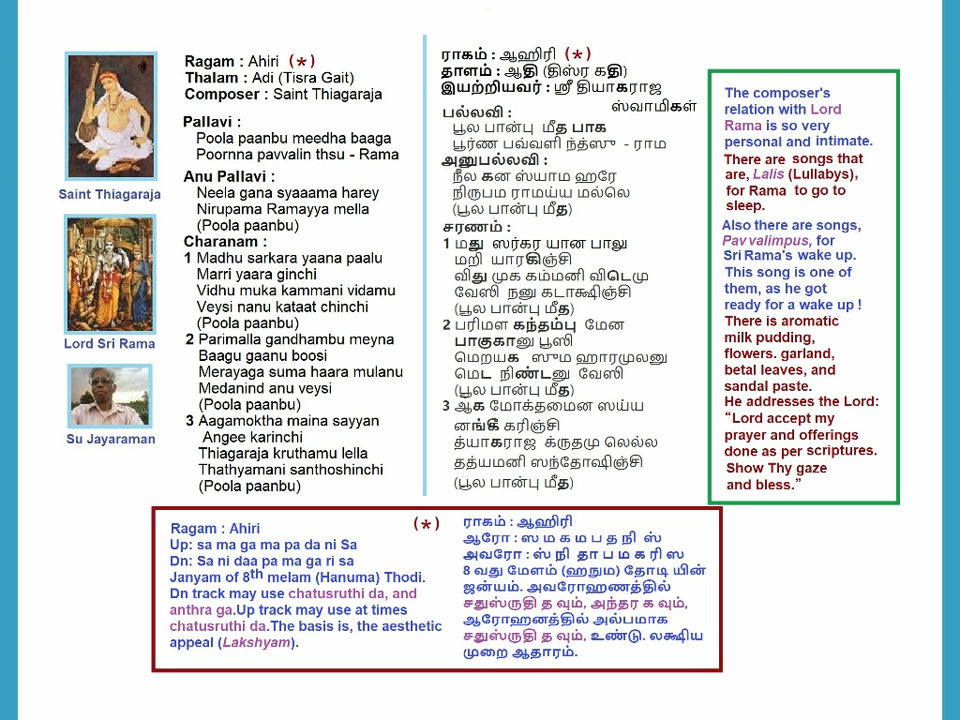 Saint Thiagaraja
Lord Sri Rama
Su Jayaraman
Ragam : Ahiri (*)
Thalam : Adi (Tisra Gait)
Composer : Saint Thiagaraja
Pallavi :
Poola paanbu meedha baaga
Poornna pavvalin thsu - Rama
Anu Pallavi :
Neela gana syaaama harey
Nirupama Ramayya mella
(Poola paanbu)
Charanam :
1 Madhu sarkara yaana paalu
Marri yaara ginchi
Vidhu muka kammani vidamu
Veysi nanu kataat chinchi
(Poola paanbu)
2 Parimalla gandhambu meyna
Baagu gaanu boosi
Merayaga suma haara mulanu
Medanind anu veysi
(Poola paanbu)
3 Aagamoktha maina sayyan
Angee karinchi
Thiagaraja kruthamu lella
Thathyamani santhoshinchi
(Poola paanbu)
ராகம் : ஆஹிரி (*)
தாளம் : ஆதி (திஸ்ர கதி)
இயற்றியவர் : ஸ்ரீ தியாகராஜ
ஸ்வாமிகள்
பல்லவி :
பூல பான்பு மீத பாக
பூர்ண பவ்வளி ந்த்ஸு - ராம
அனுபல்லவி :
நீல கன ஸ்யாம ஹரே
நிருபம ராமய்ய மல்லெ
(பூல பான்பு மீத)
சரணம் :
1 மது ஸர்கர யான பாலு
மறி யாரகிஞ்சி
விது முக கம்மனி விடெமு
வேஸி நனு கடாக்ஷிஞ்சி
(பூல பான்பு மீத)
2 பரிமள கந்தம்பு மேன
பாகுகானு பூஸி
மெறயக ஸும ஹாரமுலனு
மெட நிண்டனு வேஸி
(பூல பான்பு மீத)
3 ஆக மோக்தமைன ஸய்ய
னங்கீ கரிஞ்சி
த்யாகராஜ க்ருதமு லெல்ல
தத்யமனி ஸந்தோஷிஞ்சி
(பூல பான்பு மீத)
The composer's
relation with Lord
Rama is so very
personal and intimate.
There are songs that
are, Lalis (Lullabys),
for Rama to go to
sleep.
Also there are songs,
Pavvalimpus, for
Sri Rama's wake up.
This song is one of
them, as he got
ready for a wake up !
There is aromatic
milk pudding,
flowers. garland,
betal leaves, and
sandal paste.
He addresses the Lord:
“Lord accept my
prayer and offerings
done as per scriptures.
Show Thy gaze
and bless.”
Ragam : Ahiri (*)
Up: sa ma ga ma pa da ni Sa
Dn: Sa ni daa pa ma ga ri sa
Janyam of 8th melam (Hanuma) Thodi.
Dn track may use chatusruthi da, and
anthra ga.Up track may use at times
chatusruthi da.The basis is, the aesthetic
appeal (Lakshyam).
ராகம் : ஆஹிரி
ஆரோ : ஸ ம க ம ப த நி ஸ்
அவரோ : ஸ் நி தா ப ம க ரி ஸ
8 வது மேளம் (ஹநும) தோடி யின்
ஜன்யம். அவரோஹணத்தில்
சதுஸ்ருதி த வும், அந்தர க வும்,
ஆரோஹனத்தில் அல்பமாக
சதுஸ்ருதி த வும், உண்டு. லக்ஷிய
முறை ஆதாரம்.